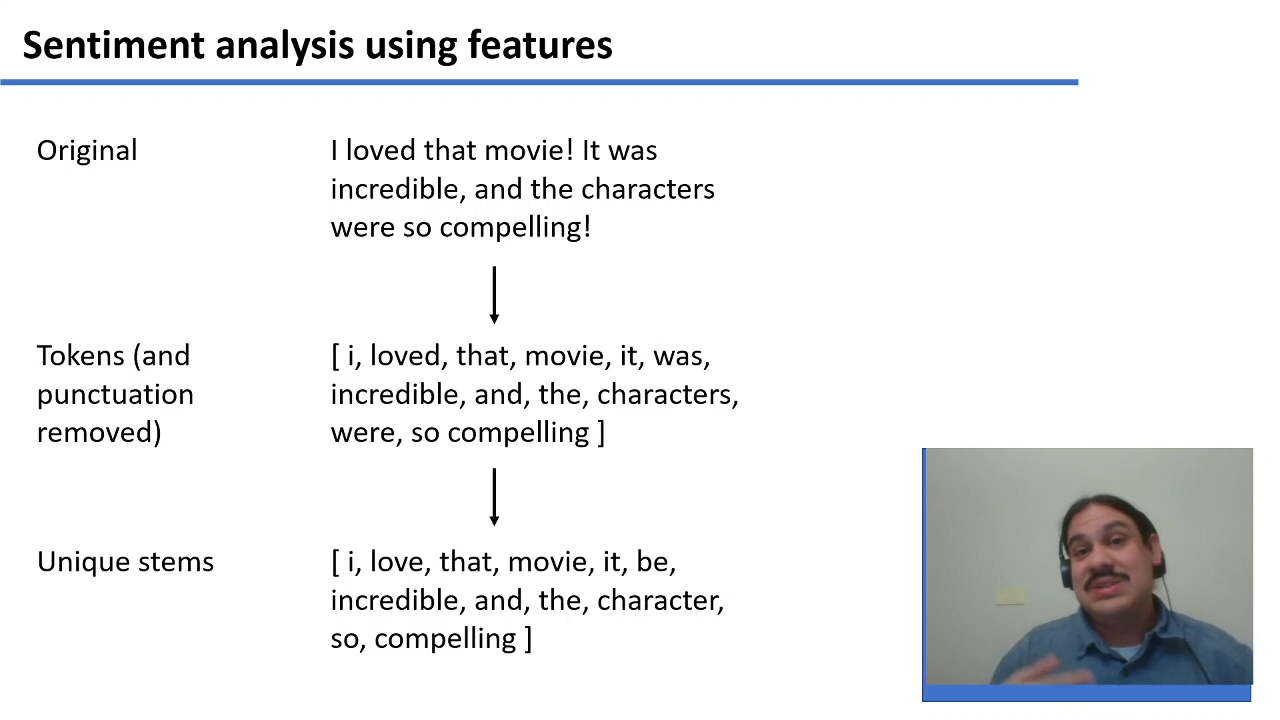 Sentiment analysis using features
Original
I loved that movie! It was
incredible, and the characters
were so compelling!
Tokens (and
punctuation
removed)
[ i, loved, that, movie, it, was,
incredible, and, the, characters,
were, so compelling ]
Unique stems
[ i, love, that, movie, it, be,
incredible, and, the, character,
so, compelling ]